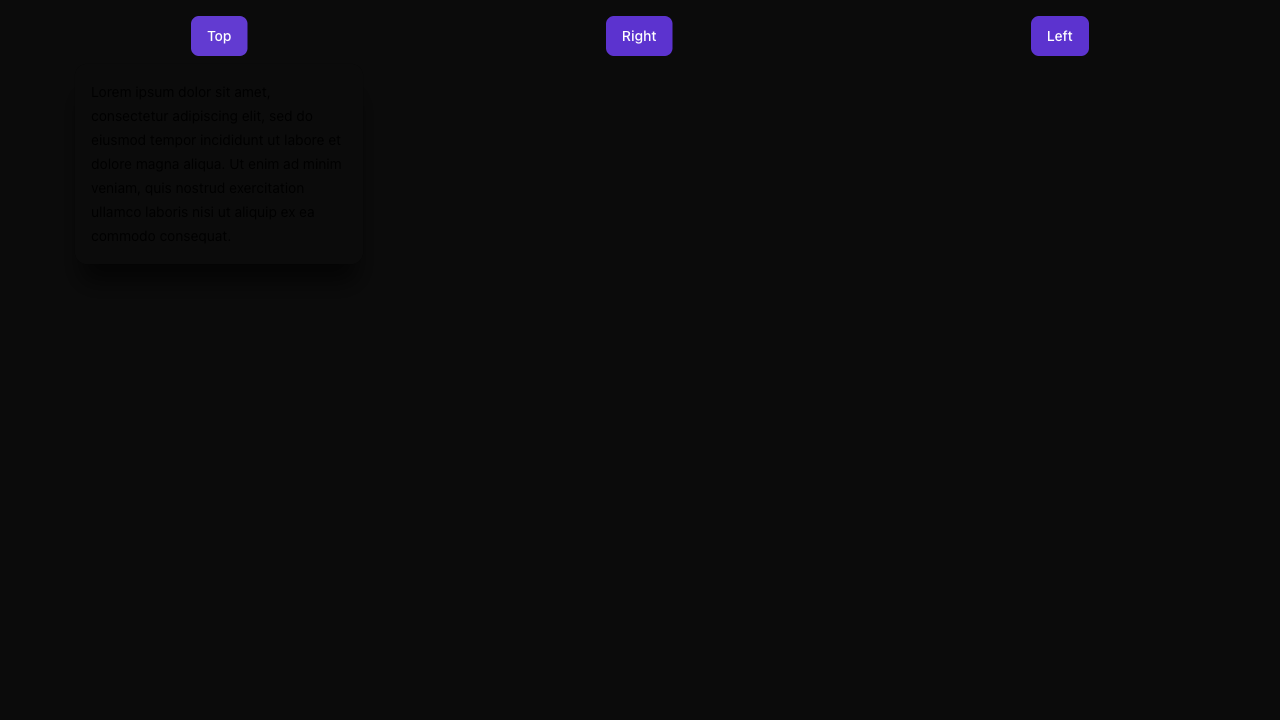 Top
Right
Left
Lorem ipsum dolor sit amet,
consectetur adipiscing elit, sed do
eiusmod tempor incididunt ut labore et
dolore magna aliqua. Ut enim ad minim
veniam, quis nostrud exercitation
ullamco laboris nisi ut aliquip ex ea
commodo consequat.